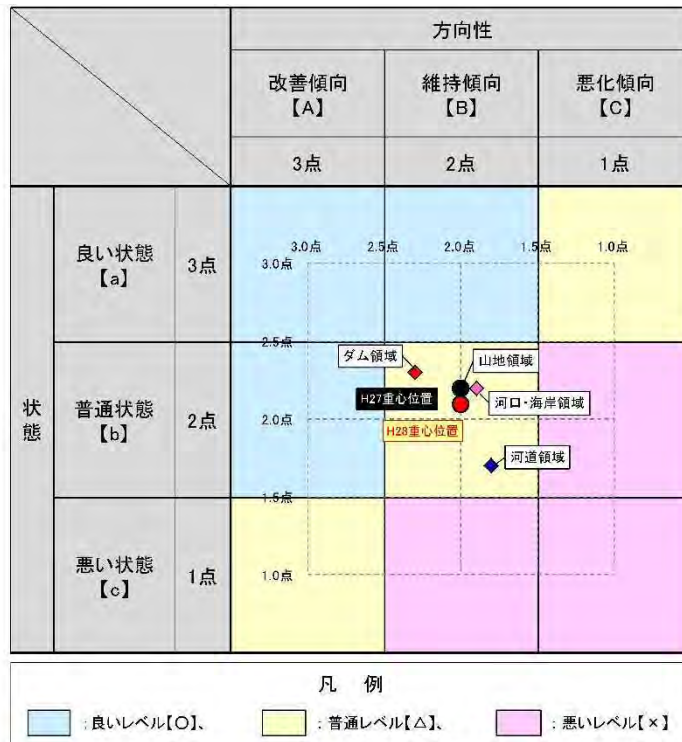 方向性
改善傾向 維持傾向 悪化傾向
【A】 【B】 【C】
3点 2点 1点
3.0点 2.5点 2.0点 1.5点 1.0点
良い状態 3点 3.0点
【a】
2.5点
ダム領域 山地領域
状態 普通状態 2点 H27重心位置 河口・海岸領域
【b】 2.0点
H28重心位置
河道領域
1.5点
悪い状態 1点 1.0点
【c】
凡 例
:良いレベル【○】、 :普通レベル【△】、 :悪いレベル【×】